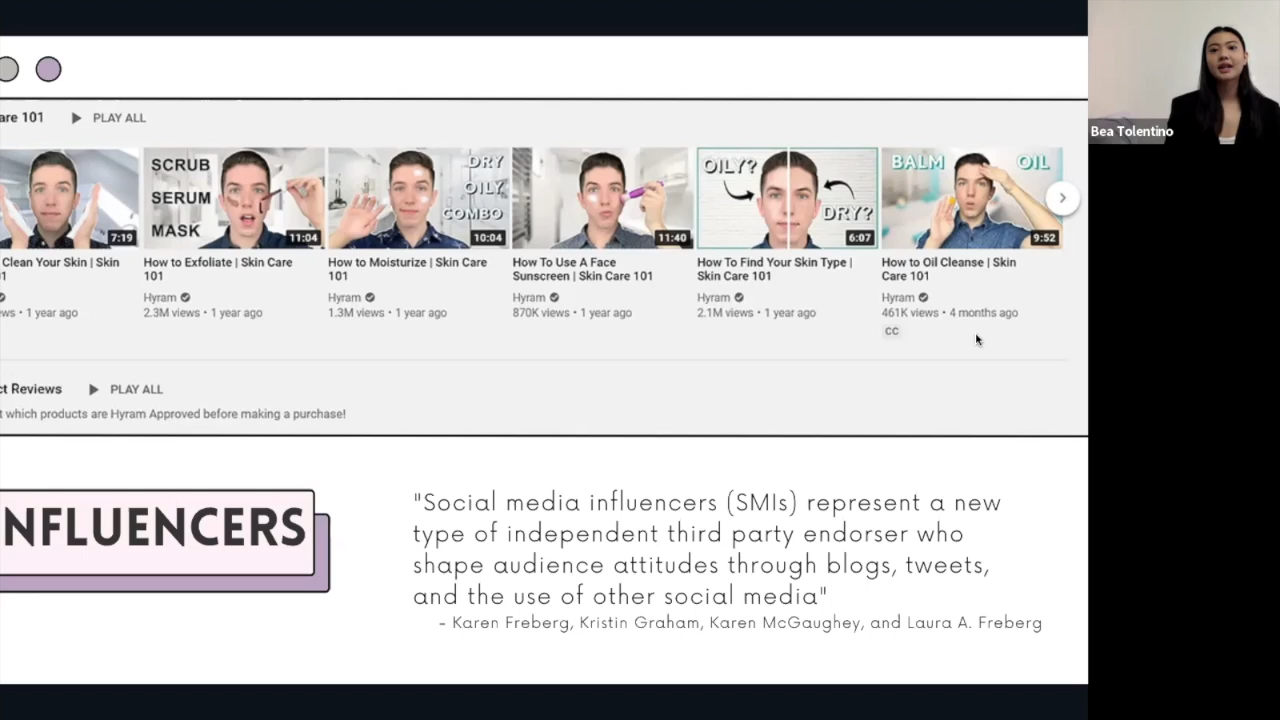 are 101 PLAY ALL
SCRUB
SERUM
MASK
DRY
OILY
COMBO
OILY?
DRY?
BALM OIL
7:19
11:04
10:04
11:40
6:07
9:52
Clean Your Skin | Skin
How to Exfoliate | Skin Care
101
How to Moisturize | Skin Care
101
How To Use A Face
Sunscreen | Skin Care 101
How To Find Your Skin Type |
Skin Care 101
How to Oil Cleanse | Skin
Care 101
Hyram
Hyram
Hyram
Hyram
Hyram
ws • 1 year ago
2.3M views • 1 year ago
1.3M views • 1 year ago
870K views • 1 year ago
2.1M views • 1 year ago
461K views • 4 months ago
CC
ct Reviews PLAY ALL
t which products are Hyram Approved before making a purchase!
NFLUENCERS
"Social media influencers (SMIs) represent a new
type of independent third party endorser who
shape audience attitudes through blogs, tweets,
and the use of other social media"
- Karen Freberg, Kristin Graham, Karen McGaughey, and Laura A. Freberg
Bea Tolentino